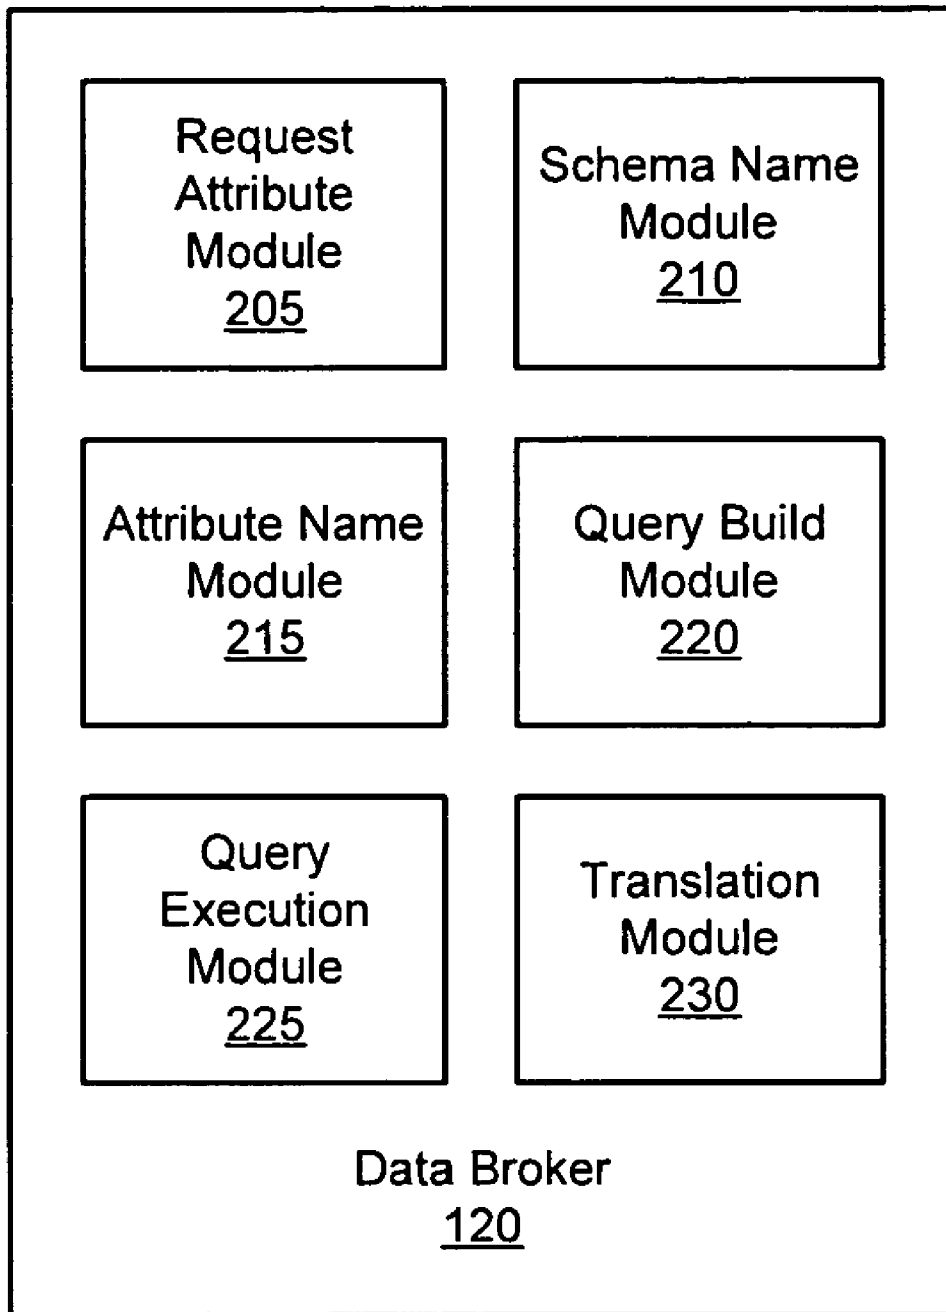 Request
Attribute
Module
205
Schema Name
Module
210
Attribute Name
Module
215
Query Build
Module
220
Query
Execution
Module
225
Translation
Module
230
Data Broker
120